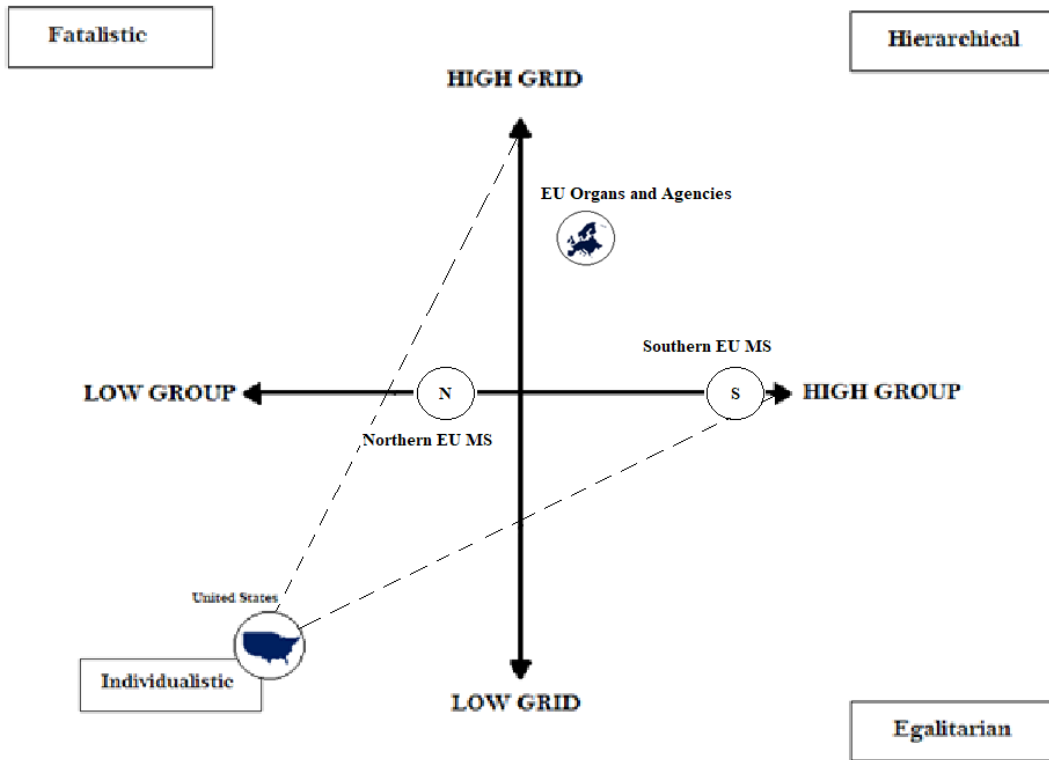 Fatalistic
Hierarchical
HIGH GRID
EU Organs and Agencies
Southern EU MS
LOW GROUP
N
S
HIGH GROUP
Northern EU MS
United States
Individualistic
LOW GRID
Egalitarian